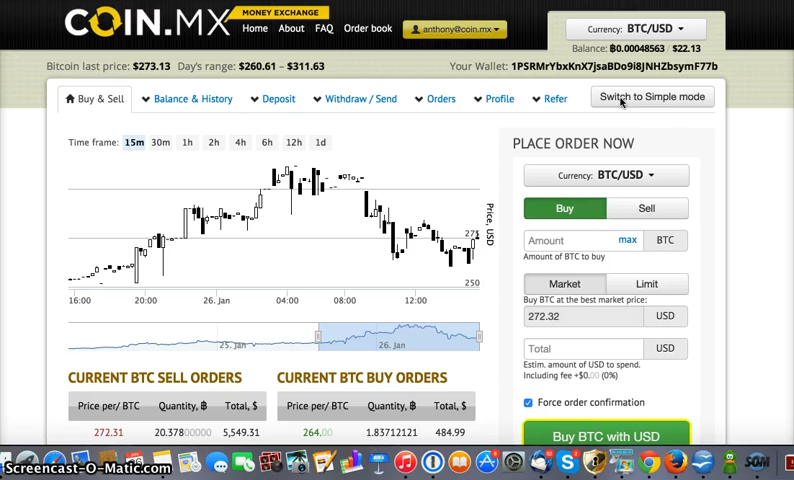 COIN.MX
MONEY EXCHANGE
Home About FAQ Order book
anthony@coin.mx
Currency: BTC/USD
Balance: ฿0.00048563 / $22.13
Bitcoin last price: $273.13 Day's range: $260.61 – $311.63
Your Wallet: 1PSRMrYbxKnX7jsaBDo9i8JNHZbsymF77b
Buy & Sell Balance & History Deposit Withdraw / Send Orders Profile Refer
Switch to Simple mode
Time frame: 15m 30m 1h 2h 4h 6h 12h 1d
PLACE ORDER NOW
Currency: BTC/USD
Buy Sell
Amount max BTC
Amount of BTC to buy
Market Limit
Buy BTC at the best market price:
272.32 USD
Total USD
Estim. amount of USD to spend.
Including fee +$0.00 (0%)
Force order confirmation
Buy BTC with USD
Price, USD
275
250
16:00 20:00 26. Jan 04:00 08:00 12:00
25. Jan 26. Jan
CURRENT BTC SELL ORDERS
Price per/ BTC Quantity, ฿ Total, $
272.31 20.37800000 5,549.31
CURRENT BTC BUY ORDERS
Price per/ BTC Quantity, ฿ Total, $
264.00 1.83712121 484.99
Screencast-O-Matic.com
SOM